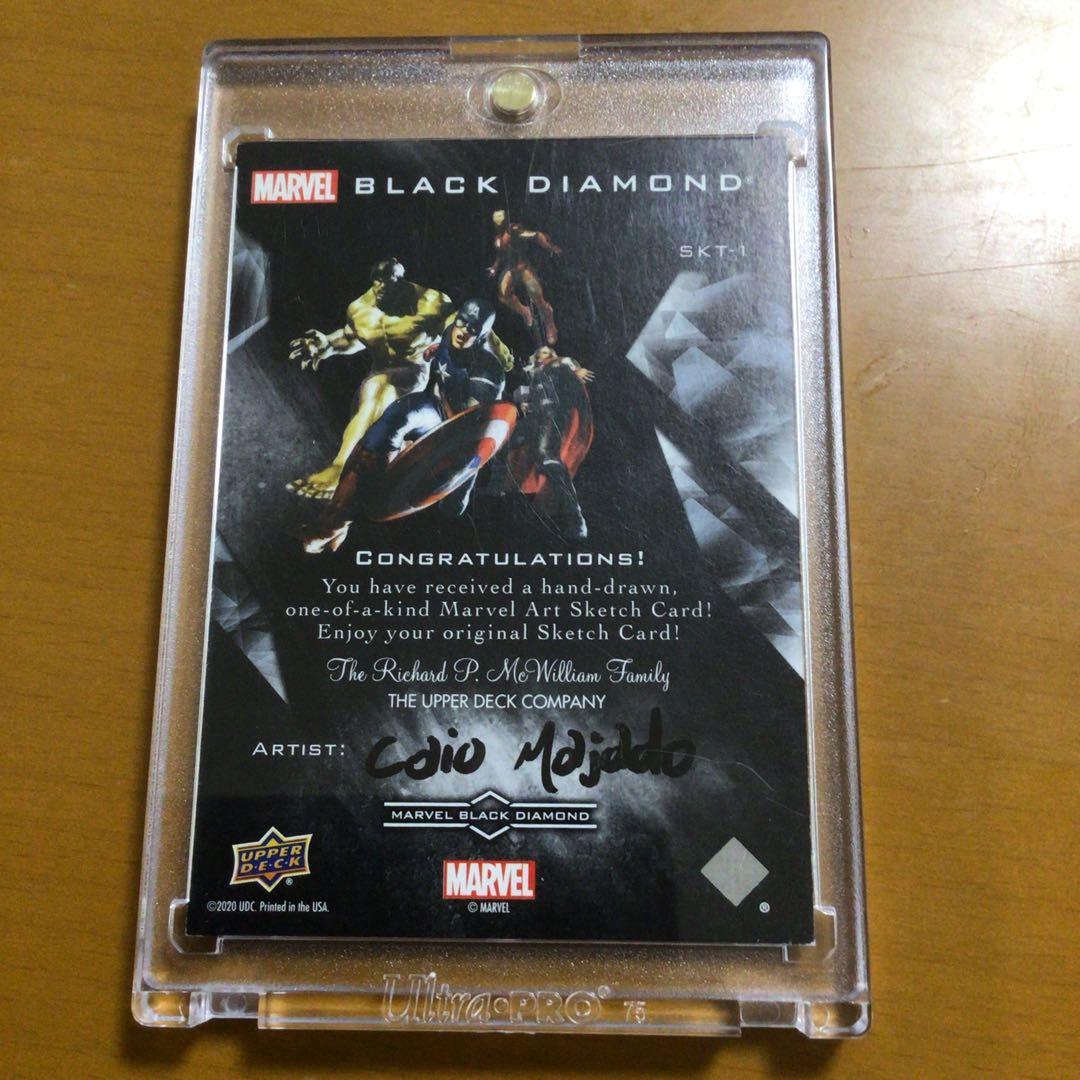 MARVEL BLACK DIAMOND®
SKT-1
CONGRATULATIONS!
You have received a hand-drawn,
one-of-a-kind Marvel Art Sketch Card!
Enjoy your original Sketch Card!
The Richard P. McWilliam Family
THE UPPER DECK COMPANY
ARTIST: Caio Majado
MARVEL BLACK DIAMOND
UPPER
D·E·C·K
®
MARVEL
©2020 UDC. Printed in the USA.
© MARVEL
®
Ultra·PRO® 75